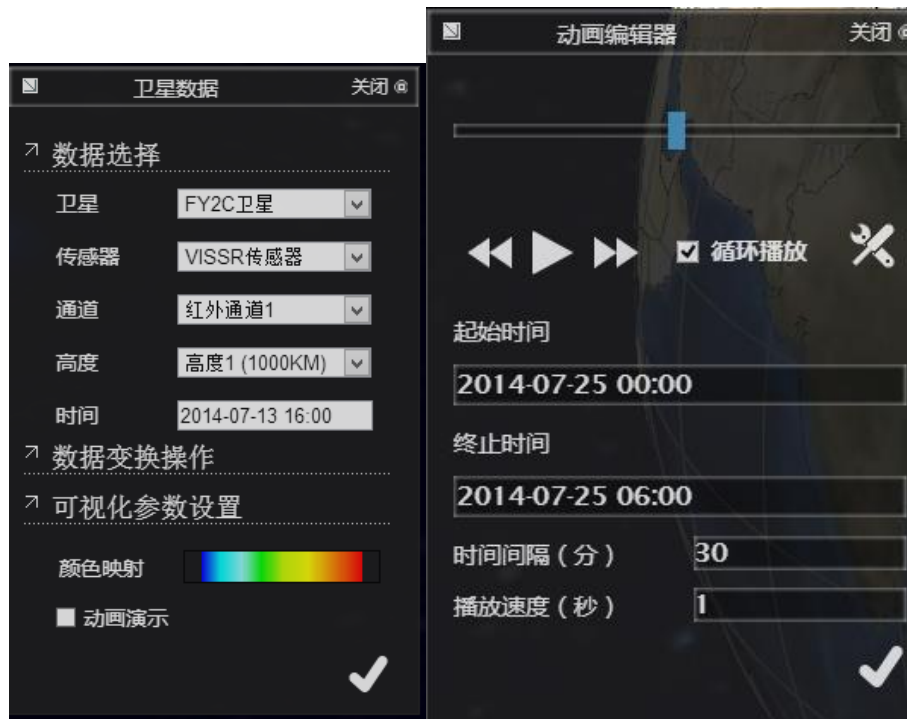 卫星数据 关闭
数据选择
卫星 FY2C卫星
传感器 VISSR传感器
通道 红外通道1
高度 高度1 (1000KM)
时间 2014-07-13 16:00
数据变换操作
可视化参数设置
颜色映射
动画演示
动画编辑器 关闭
循环播放
起始时间
2014-07-25 00:00
终止时间
2014-07-25 06:00
时间间隔（分） 30
播放速度（秒） 1